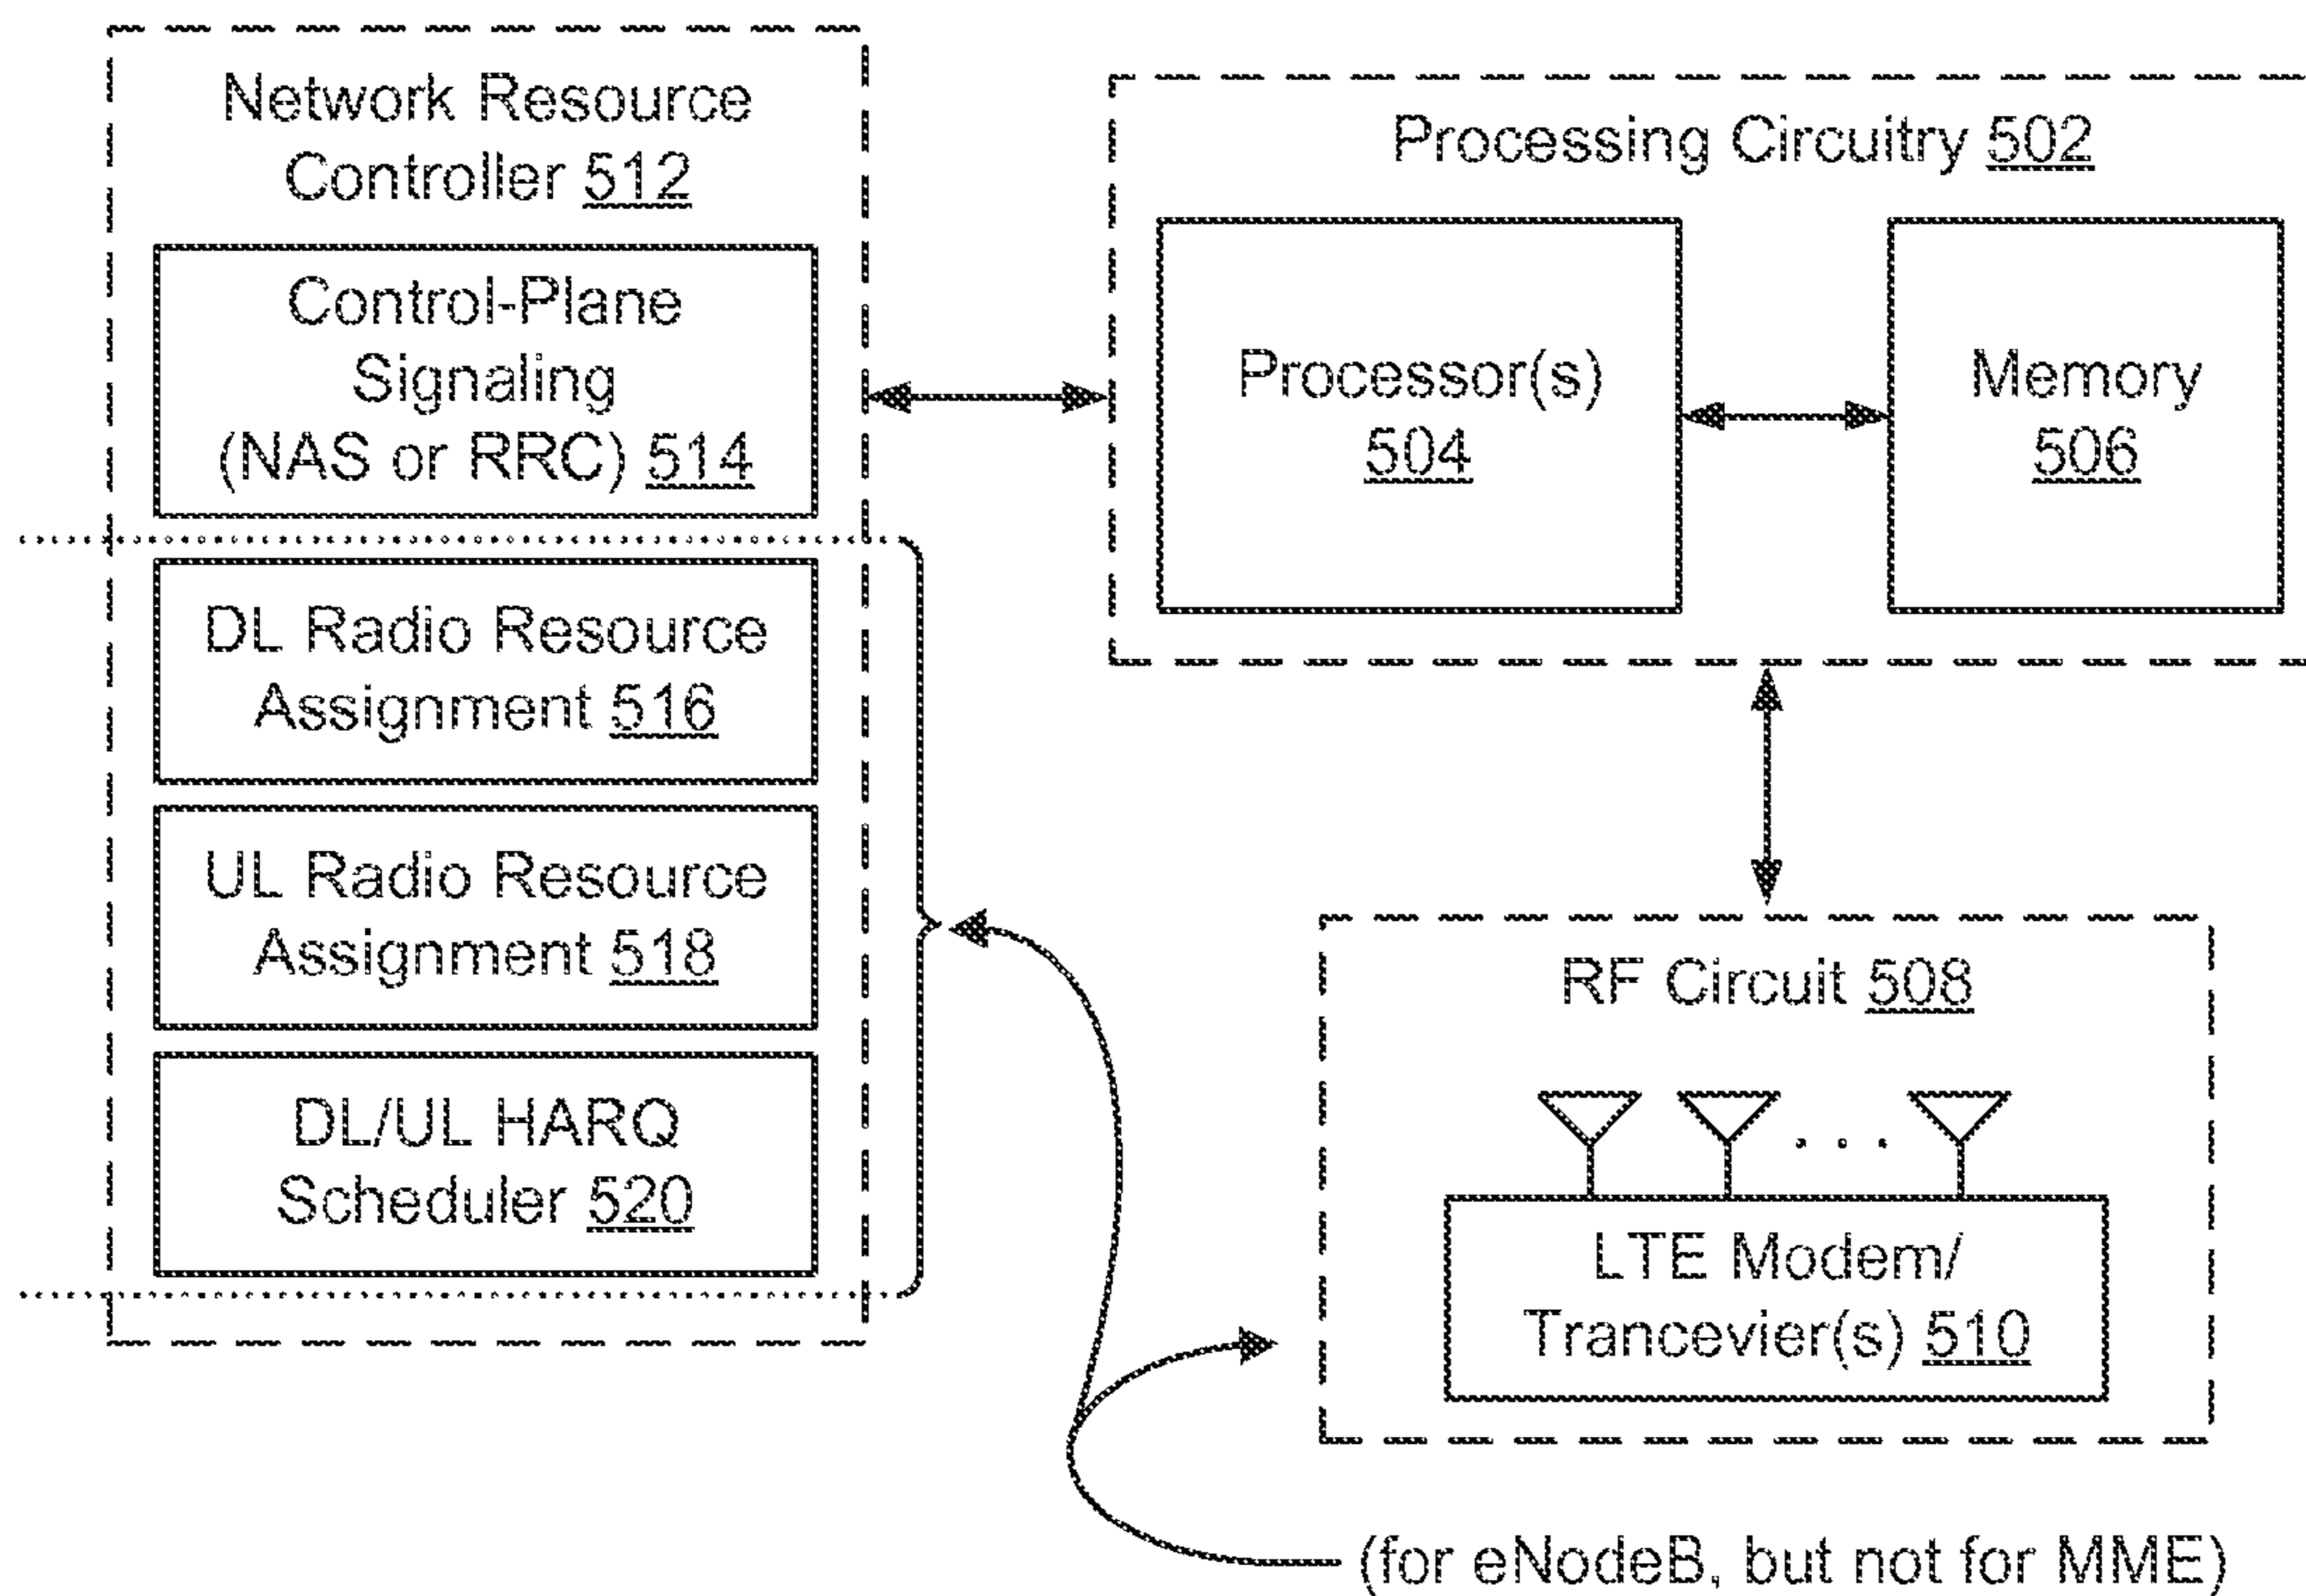 Network Resource
Controller 512
Control-Plane
Signaling
(NAS or RRC) 514
DL Radio Resource
Assignment 516
UL Radio Resource
Assignment 518
DL/UL HARQ
Scheduler 520
Processing Circuitry 502
Processor(s)
504
Memory
506
RF Circuit 508
LTE Modem/
Trancevier(s) 510
(for eNodeB, but not for MME)